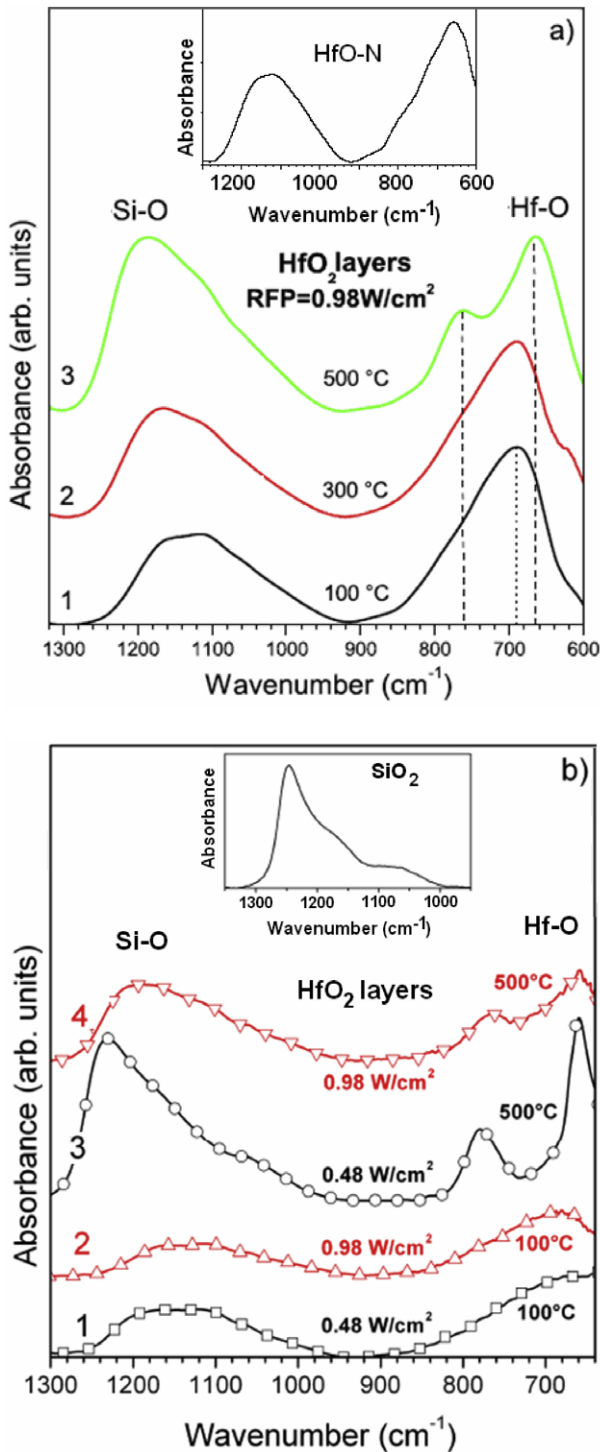 a)
HfO-N
Absorbance
1200 1000 800 600
Wavenumber (cm⁻¹)
Si-O
Hf-O
HfO₂ layers
RFP=0.98W/cm²
3
500 °C
2
300 °C
1
100 °C
Absorbance (arb. units)
1300 1200 1100 1000 900 800 700 600
Wavenumber (cm⁻¹)
b)
SiO₂
Absorbance
1300 1200 1100 1000
Wavenumber (cm⁻¹)
Si-O
Hf-O
HfO₂ layers
4
500°C
0.98 W/cm²
3
500°C
0.48 W/cm²
2
0.98 W/cm²
100°C
1
0.48 W/cm²
100°C
Absorbance (arb. units)
1300 1200 1100 1000 900 800 700
Wavenumber (cm⁻¹)